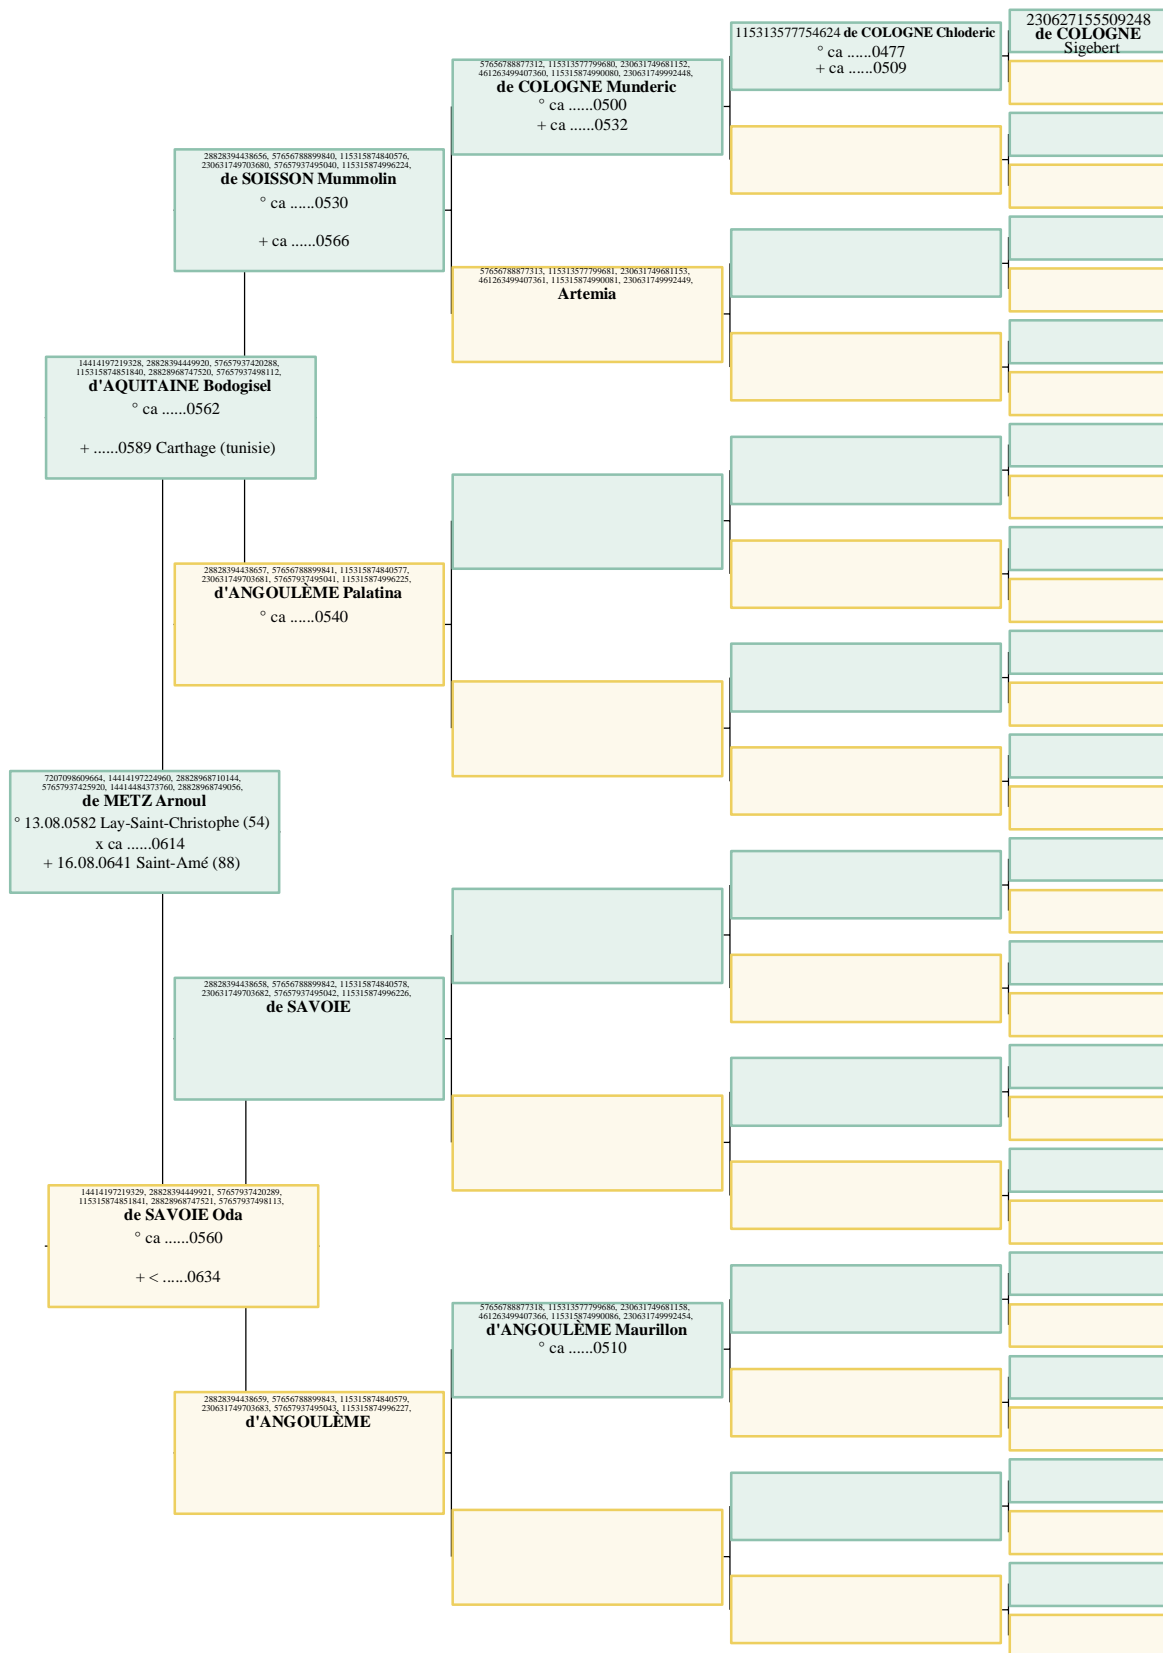 230627155509248
de COLOGNE
Sigebert
115313577754624 de COLOGNE Chloderic
° ca ......0477
+ ca ......0509
57656788877312, 115313577799680, 230631749681152,
461263499407360, 115315874990080, 230631749992448,
de COLOGNE Munderic
° ca ......0500
+ ca ......0532
28828394438656, 57656788899840, 115315874840576,
230631749703680, 57657937495040, 115315874996224,
de SOISSON Mummolin
° ca ......0530
+ ca ......0566
57656788877313, 115313577799681, 230631749681153,
461263499407361, 115315874990081, 230631749992449,
Artemia
14414197219328, 28828394449920, 57657937420288,
115315874851840, 28828968747520, 57657937498112,
d'AQUITAINE Bodogisel
° ca ......0562
+ ......0589 Carthage (tunisie)
28828394438657, 57656788899841, 115315874840577,
230631749703681, 57657937495041, 115315874996225,
d'ANGOULÈME Palatina
° ca ......0540
7207098609664, 14414197224960, 28828968710144,
57657937425920, 14414484373760, 28828968749056,
de METZ Arnoul
° 13.08.0582 Lay-Saint-Christophe (54)
x ca ......0614
+ 16.08.0641 Saint-Amé (88)
28828394438658, 57656788899842, 115315874840578,
230631749703682, 57657937495042, 115315874996226,
de SAVOIE
14414197219329, 28828394449921, 57657937420289,
115315874851841, 28828968747521, 57657937498113,
de SAVOIE Oda
° ca ......0560
+ < ......0634
57656788877318, 115313577799686, 230631749681158,
461263499407366, 115315874990086, 230631749992454,
d'ANGOULÈME Maurillon
° ca ......0510
28828394438659, 57656788899843, 115315874840579,
230631749703683, 57657937495043, 115315874996227,
d'ANGOULÈME